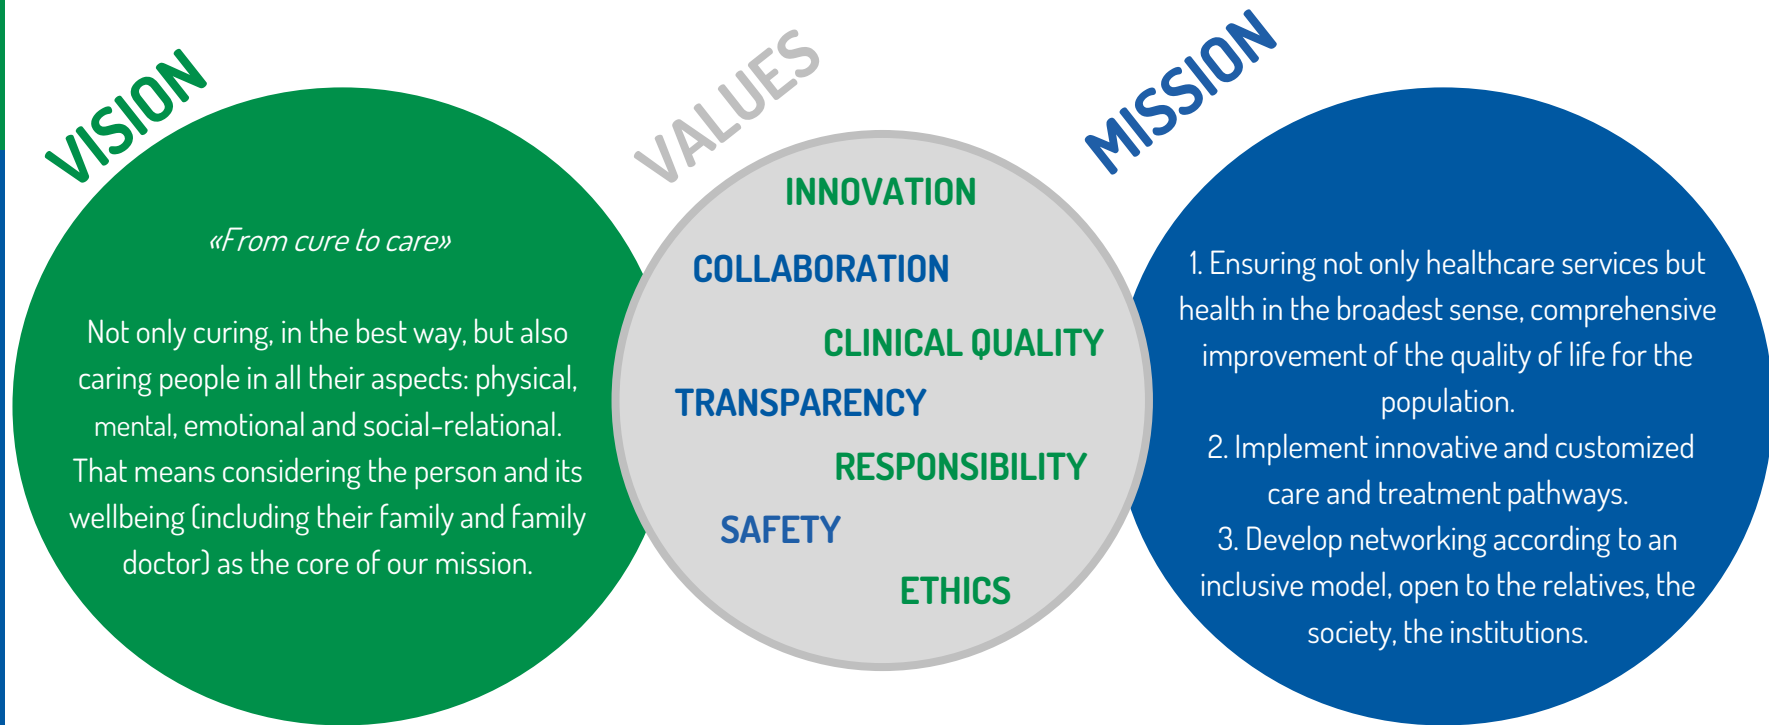 VISION
«From cure to care»
Not only curing, in the best way, but also
caring people in all their aspects: physical,
mental, emotional and social-relational.
That means considering the person and its
wellbeing (including their family and family
doctor) as the core of our mission.
VALUES
INNOVATION
COLLABORATION
CLINICAL QUALITY
TRANSPARENCY
RESPONSIBILITY
SAFETY
ETHICS
MISSION
1. Ensuring not only healthcare services but
health in the broadest sense, comprehensive
improvement of the quality of life for the
population.
2. Implement innovative and customized
care and treatment pathways.
3. Develop networking according to an
inclusive model, open to the relatives, the
society, the institutions.